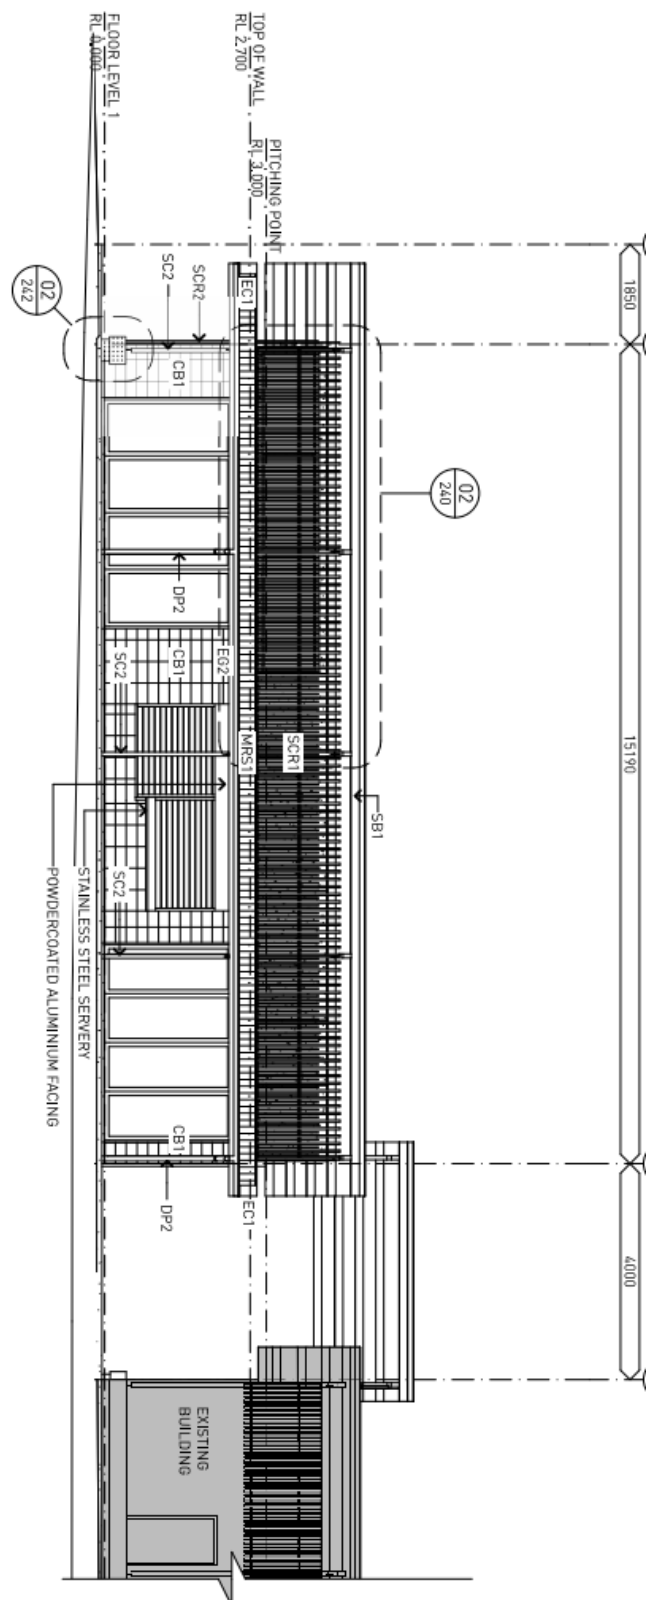 1850
15190
4000
02
240
SB1
PITCHING POINT
RL 3.000
TOP OF WALL
RL 2.700
FLOOR LEVEL 1
RL 0.000
SCR1
EC1
MRS1
EC1
EG2
SCR2
SC2
CB1
DP2
CB1
SC2
SC2
CB1
DP2
02
242
STAINLESS STEEL SERVERY
POWDERCOATED ALUMINIUM FACING
EXISTING
BUILDING